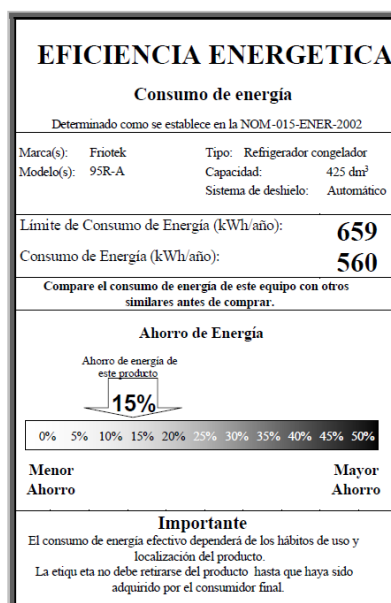 EFICIENCIA ENERGETICA
Consumo de energía
Determinado como se establece en la NOM-015-ENER-2002
Marca(s): Friotek Tipo: Refrigerador congelador
Modelo(s): 95R-A Capacidad: 425 dm³
Sistema de deshielo: Automático
Límite de Consumo de Energía (kWh/año): 659
Consumo de Energía (kWh/año): 560
Compare el consumo de energía de este equipo con otros
similares antes de comprar.
Ahorro de Energía
Ahorro de energía de
este producto
15%
0% 5% 10% 15% 20% 25% 30% 35% 40% 45% 50%
Menor Mayor
Ahorro Ahorro
Importante
El consumo de energía efectivo dependerá de los hábitos de uso y
localización del producto.
La etiqu eta no debe retirarse del producto hasta que haya sido
adquirido por el consumidor final.